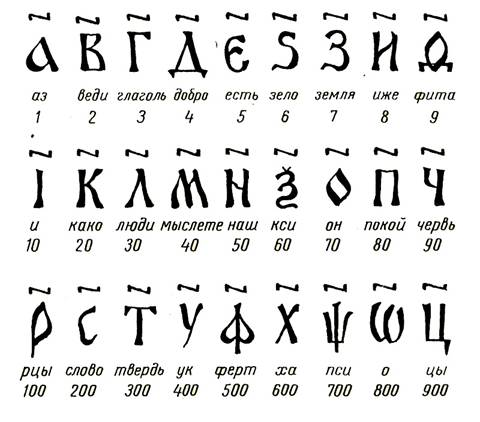 А В Г Д Є Ѕ З И Ѳ
аз веди глаголь добро есть зело земля иже фита
1 2 3 4 5 6 7 8 9
І К Л М Н Ѯ О П Ч
и како люди мыслете наш кси он покой червь
10 20 30 40 50 60 70 80 90
Р С Т У Ф Х Ѱ Ѡ Ц
рцы слово твердь ук ферт ха пси о цы
100 200 300 400 500 600 700 800 900